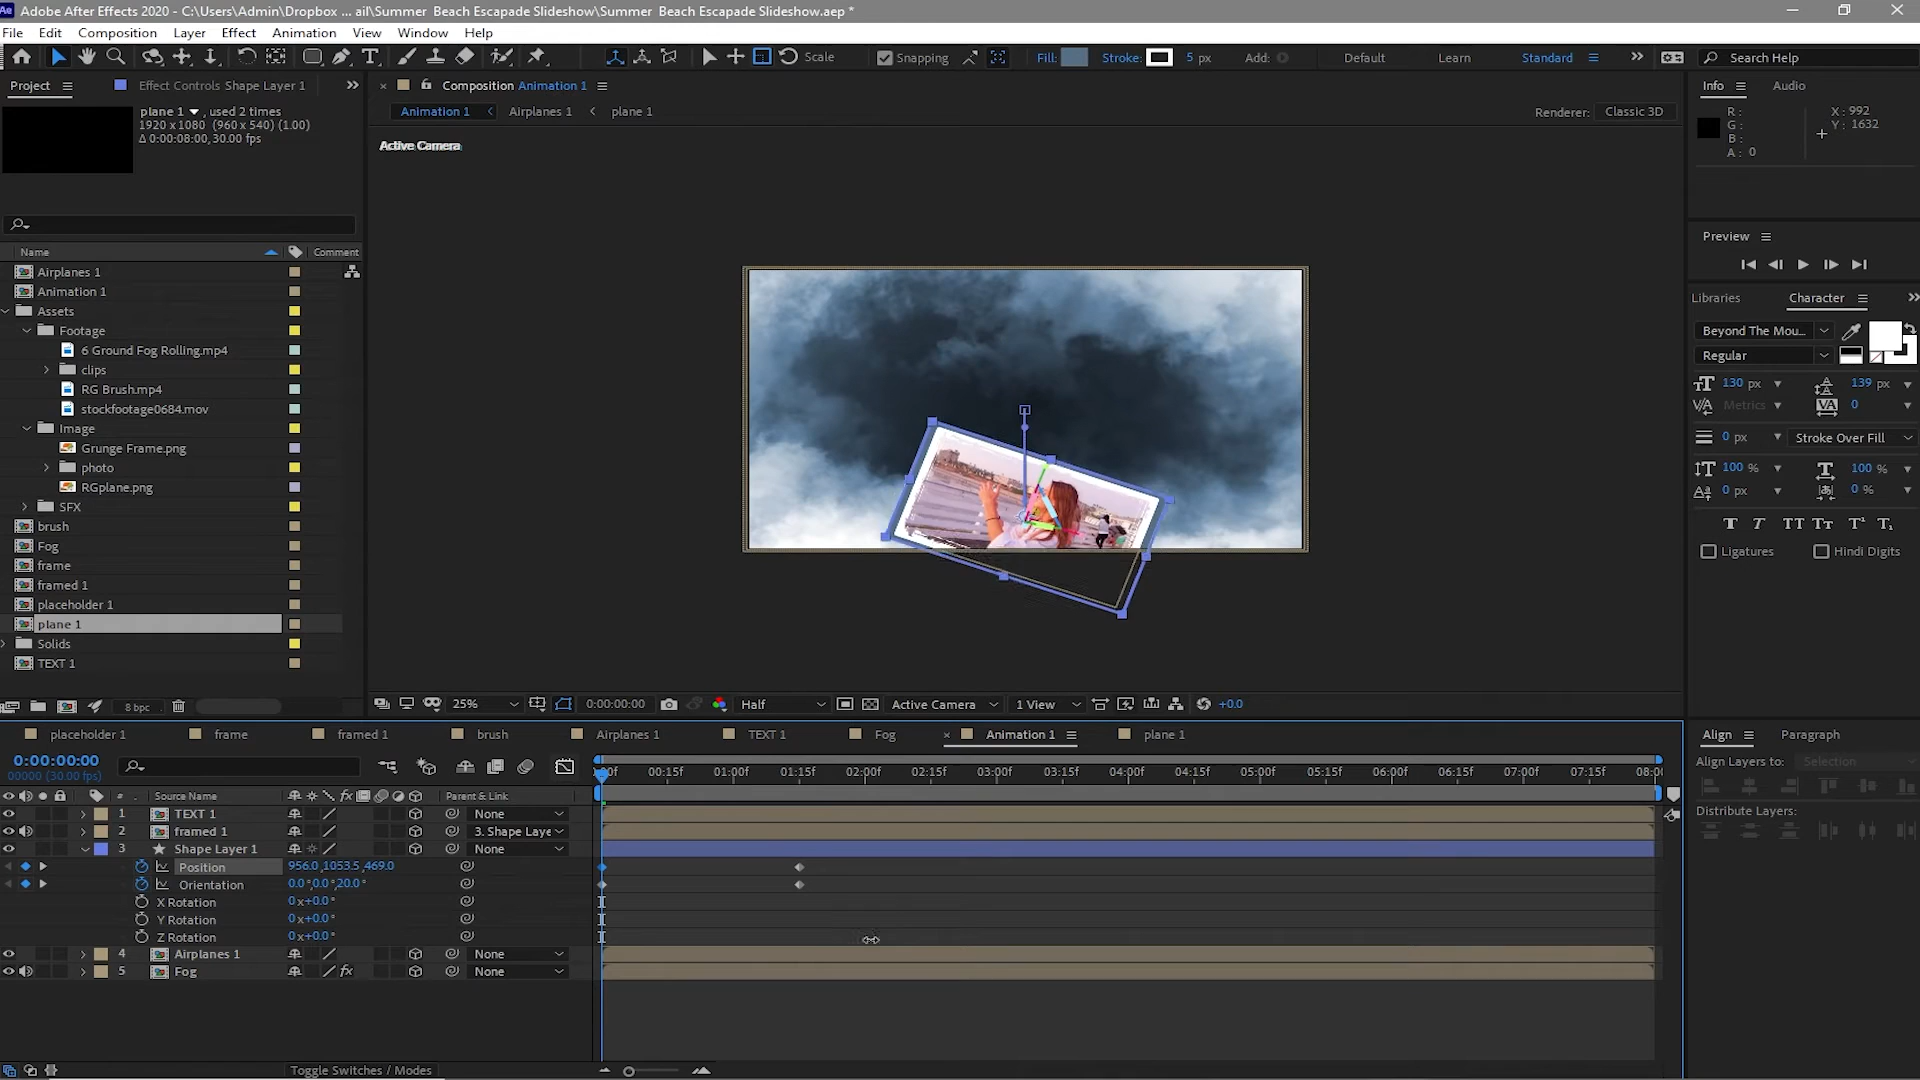 Adobe After Effects 2020 - C:\Users\Admin\Dropbox ... ail\Summer Beach Escapade Slideshow\Summer Beach Escapade Slideshow.aep *
File Edit Composition Layer Effect Animation View Window Help
Scale Snapping Fill: Stroke: 5 px Add: Default Learn Standard Search Help
Project Effect Controls Shape Layer 1
Composition Animation 1
Info Audio
plane 1 , used 2 times
1920 x 1080 (960 x 540) (1.00)
Δ 0:00:08:00, 30.00 fps
Animation 1 Airplanes 1 plane 1
Renderer: Classic 3D
R: X: 992
G: Y: 1632
B:
A: 0
Active Camera
Preview
Name Comment
Airplanes 1
Animation 1
Assets
Footage
6 Ground Fog Rolling.mp4
clips
RG Brush.mp4
stockfootage0684.mov
Image
Grunge Frame.png
photo
RGplane.png
SFX
brush
Fog
frame
framed 1
placeholder 1
plane 1
Solids
TEXT 1
8 bpc
Libraries Character
Beyond The Mou...
Regular
130 px 139 px
Metrics 0
0 px Stroke Over Fill
100 % 100 %
0 px 0 %
T T TT Tт T¹ T₁
Ligatures Hindi Digits
25% 0:00:00:00 Half Active Camera 1 View +0.0
placeholder 1 frame framed 1 brush Airplanes 1 TEXT 1 Fog Animation 1 plane 1
Align Paragraph
Align Layers to: Selection
Distribute Layers:
0:00:00:00
00000 (30.00 fps)
00f 00:15f 01:00f 01:15f 02:00f 02:15f 03:00f 03:15f 04:00f 04:15f 05:00f 05:15f 06:00f 06:15f 07:00f 07:15f 08:00
# Source Name Parent & Link
1 TEXT 1 None
2 framed 1 3. Shape Laye
3 Shape Layer 1 None
Position 956.0,1053.5,469.0
Orientation 0.0°,0.0°,20.0°
X Rotation 0x+0.0°
Y Rotation 0x+0.0°
Z Rotation 0x+0.0°
4 Airplanes 1 None
5 Fog None
Toggle Switches / Modes